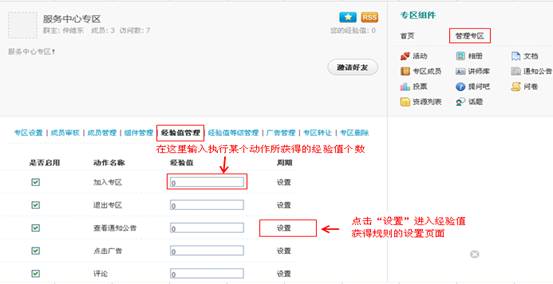 服务中心专区
RSS
群主: 仲继东 成员: 3 访问数: 7
您的经验值: 0
服务中心专区!
邀请好友
专区组件
首页 管理专区
活动 相册 文档
专区成员 讲师库 通知公告
投票 提问吧 问卷
资源列表 话题
专区设置 | 成员审核 | 成员管理 | 组件管理 | 经验值管理 | 经验值等级管理 | 广告管理 | 专区转让 | 专区删除
在这里输入执行某个动作所获得的经验值个数
是否启用 动作名称 经验值 周期
加入专区 0 设置
退出专区 0 设置
查看通知公告 0 设置
点击广告 0 设置
评论 0 设置
点击“设置”进入经验值
获得规则的设置页面